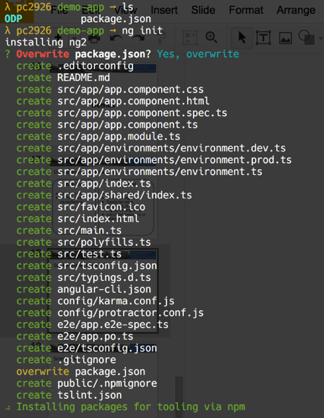 λ pc2926 demo-app → ls
ODP package.json
λ pc2926 demo-app → ng init
installing ng2
? Overwrite package.json? Yes, overwrite
create .editorconfig
create README.md
create src/app/app.component.css
create src/app/app.component.html
create src/app/app.component.spec.ts
create src/app/app.component.ts
create src/app/app.module.ts
create src/app/environments/environment.dev.ts
create src/app/environments/environment.prod.ts
create src/app/environments/environment.ts
create src/app/index.ts
create src/app/shared/index.ts
create src/favicon.ico
create src/index.html
create src/main.ts
create src/polyfills.ts
create src/test.ts
create src/tsconfig.json
create src/typings.d.ts
create angular-cli.json
create config/karma.conf.js
create config/protractor.conf.js
create e2e/app.e2e-spec.ts
create e2e/app.po.ts
create e2e/tsconfig.json
create .gitignore
overwrite package.json
create public/.npmignore
create tslint.json
Installing packages for tooling via npm
Insert Slide Arrange